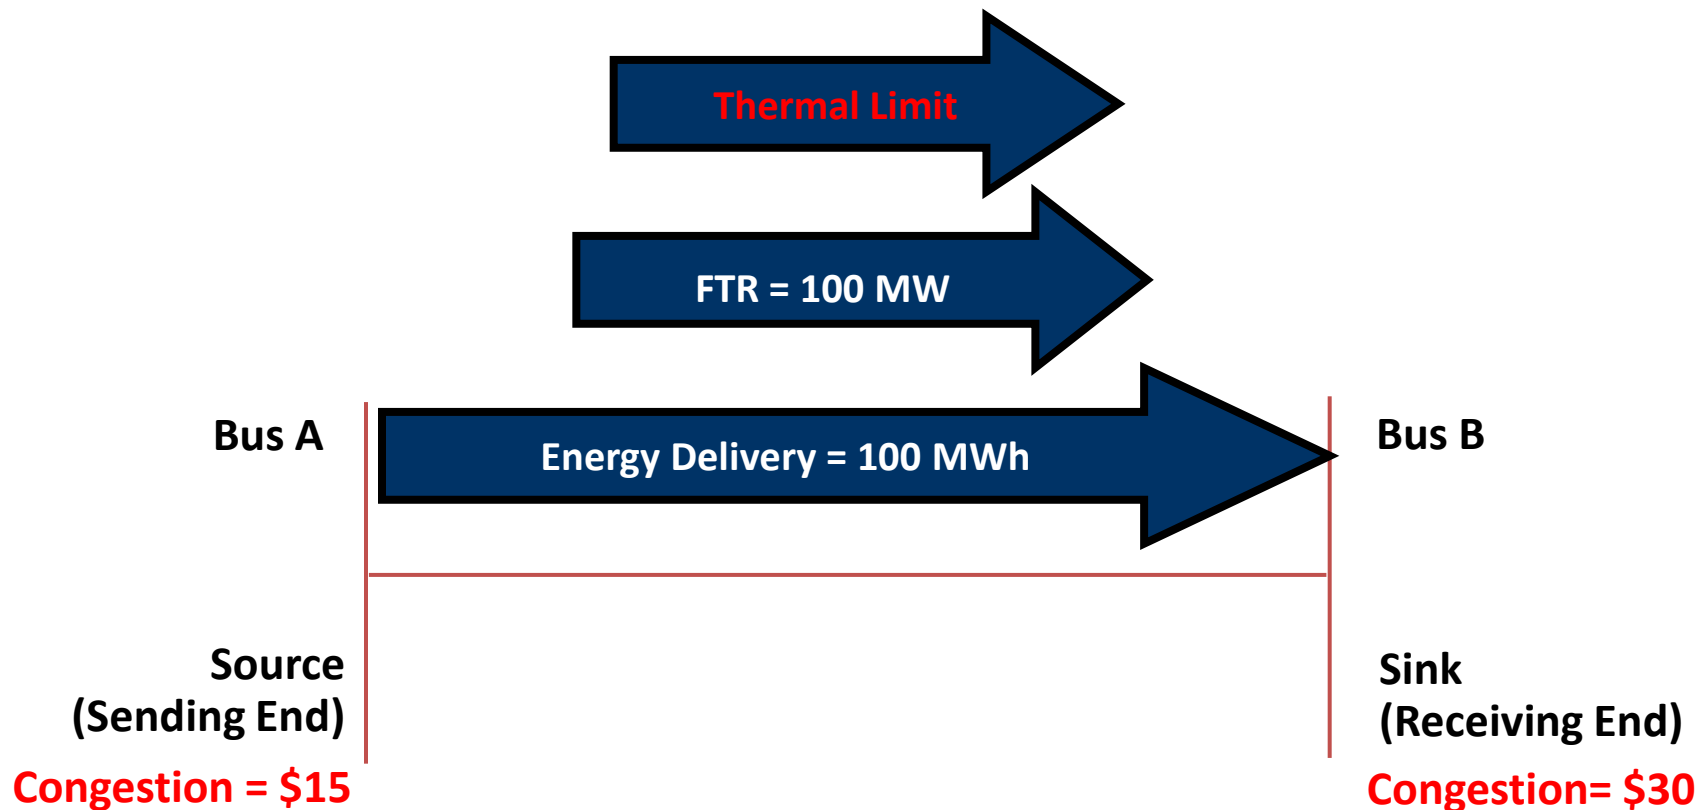 Thermal Limit
FTR = 100 MW
Bus A
Energy Delivery = 100 MWh
Bus B
Source
(Sending End)
Congestion = $15
Sink
(Receiving End)
Congestion= $30